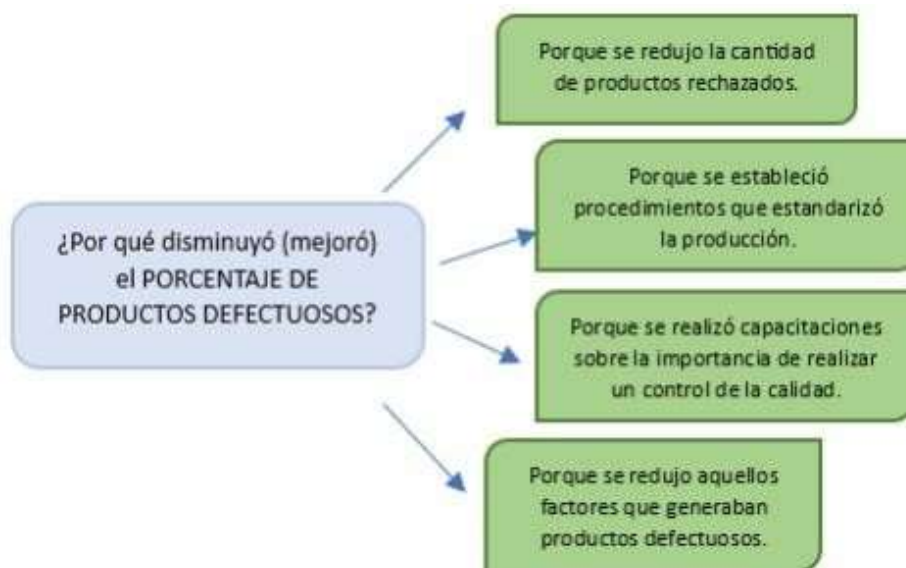 ¿Por qué disminuyó (mejoró)
el PORCENTAJE DE
PRODUCTOS DEFECTUOSOS?
Porque se redujo la cantidad
de productos rechazados.
Porque se estableció
procedimientos que estandarizó
la producción.
Porque se realizó capacitaciones
sobre la importancia de realizar
un control de la calidad.
Porque se redujo aquellos
factores que generaban
productos defectuosos.